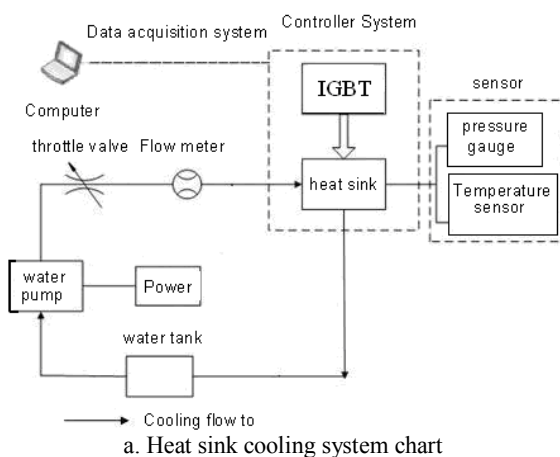 Data acquisition system
Controller System
IGBT
sensor
Computer
pressure
gauge
throttle valve
Flow meter
heat sink
Temperature
sensor
water
pump
Power
water tank
Cooling flow to
a. Heat sink cooling system chart